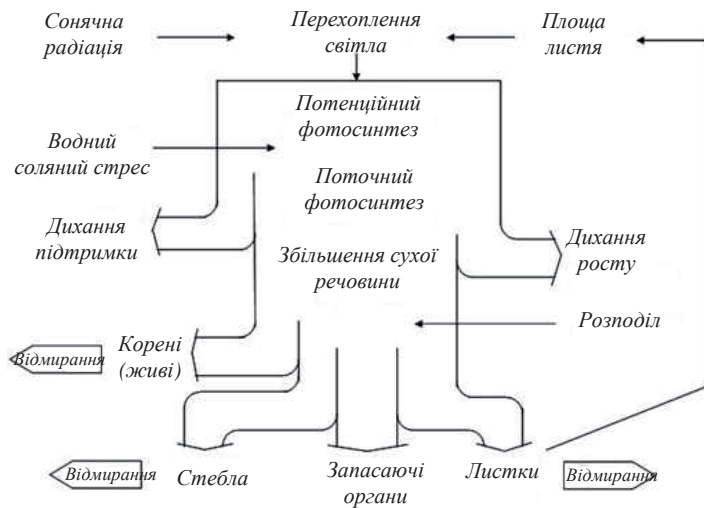 Сонячна
радіація
Перехоплення
світла
Площа
листя
Потенційний
фотосинтез
Водний
соляний стрес
Поточний
фотосинтез
Дихання
підтримки
Дихання
росту
Збільшення сухої
речовини
Розподіл
Корені
(живі)
Відмирання
Відмирання
Стебла
Запасаючі
органи
Листки
Відмирання